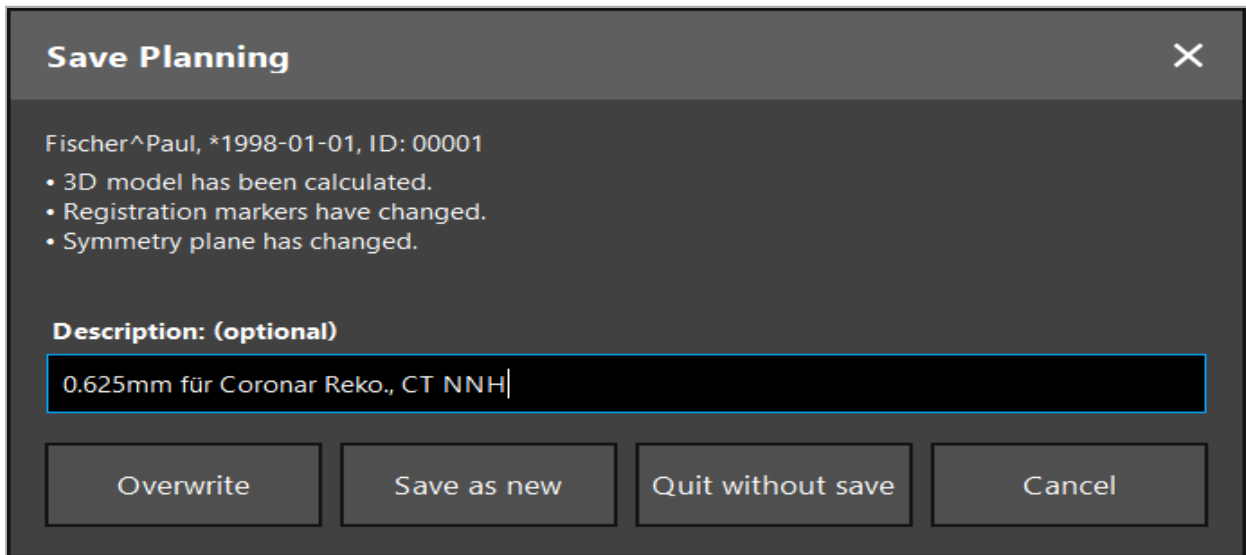 Save Planning
Fischer^Paul, *1998-01-01, ID: 00001
• 3D model has been calculated.
• Registration markers have changed.
• Symmetry plane has changed.
Description: (optional)
0.625mm für Coronar Reko., CT NNH
Overwrite Save as new Quit without save Cancel